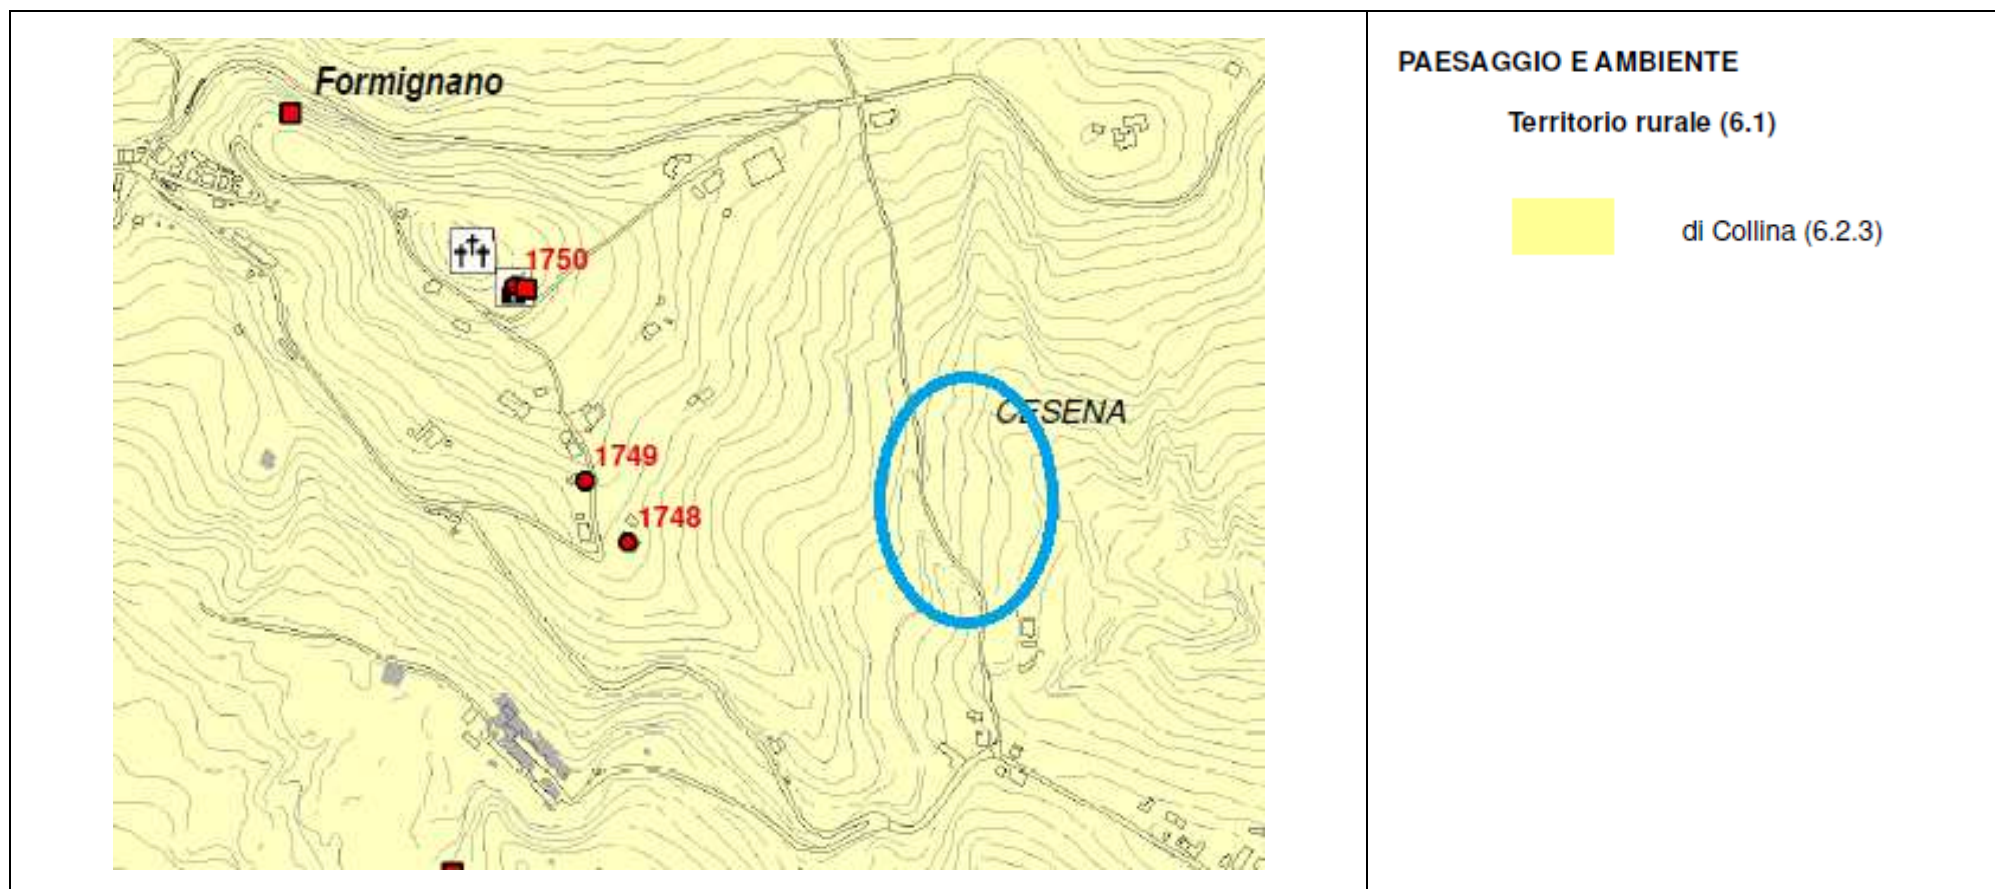 Formignano
1750
CESENA
1749
1748
PAESAGGIO E AMBIENTE
Territorio rurale (6.1)
di Collina (6.2.3)